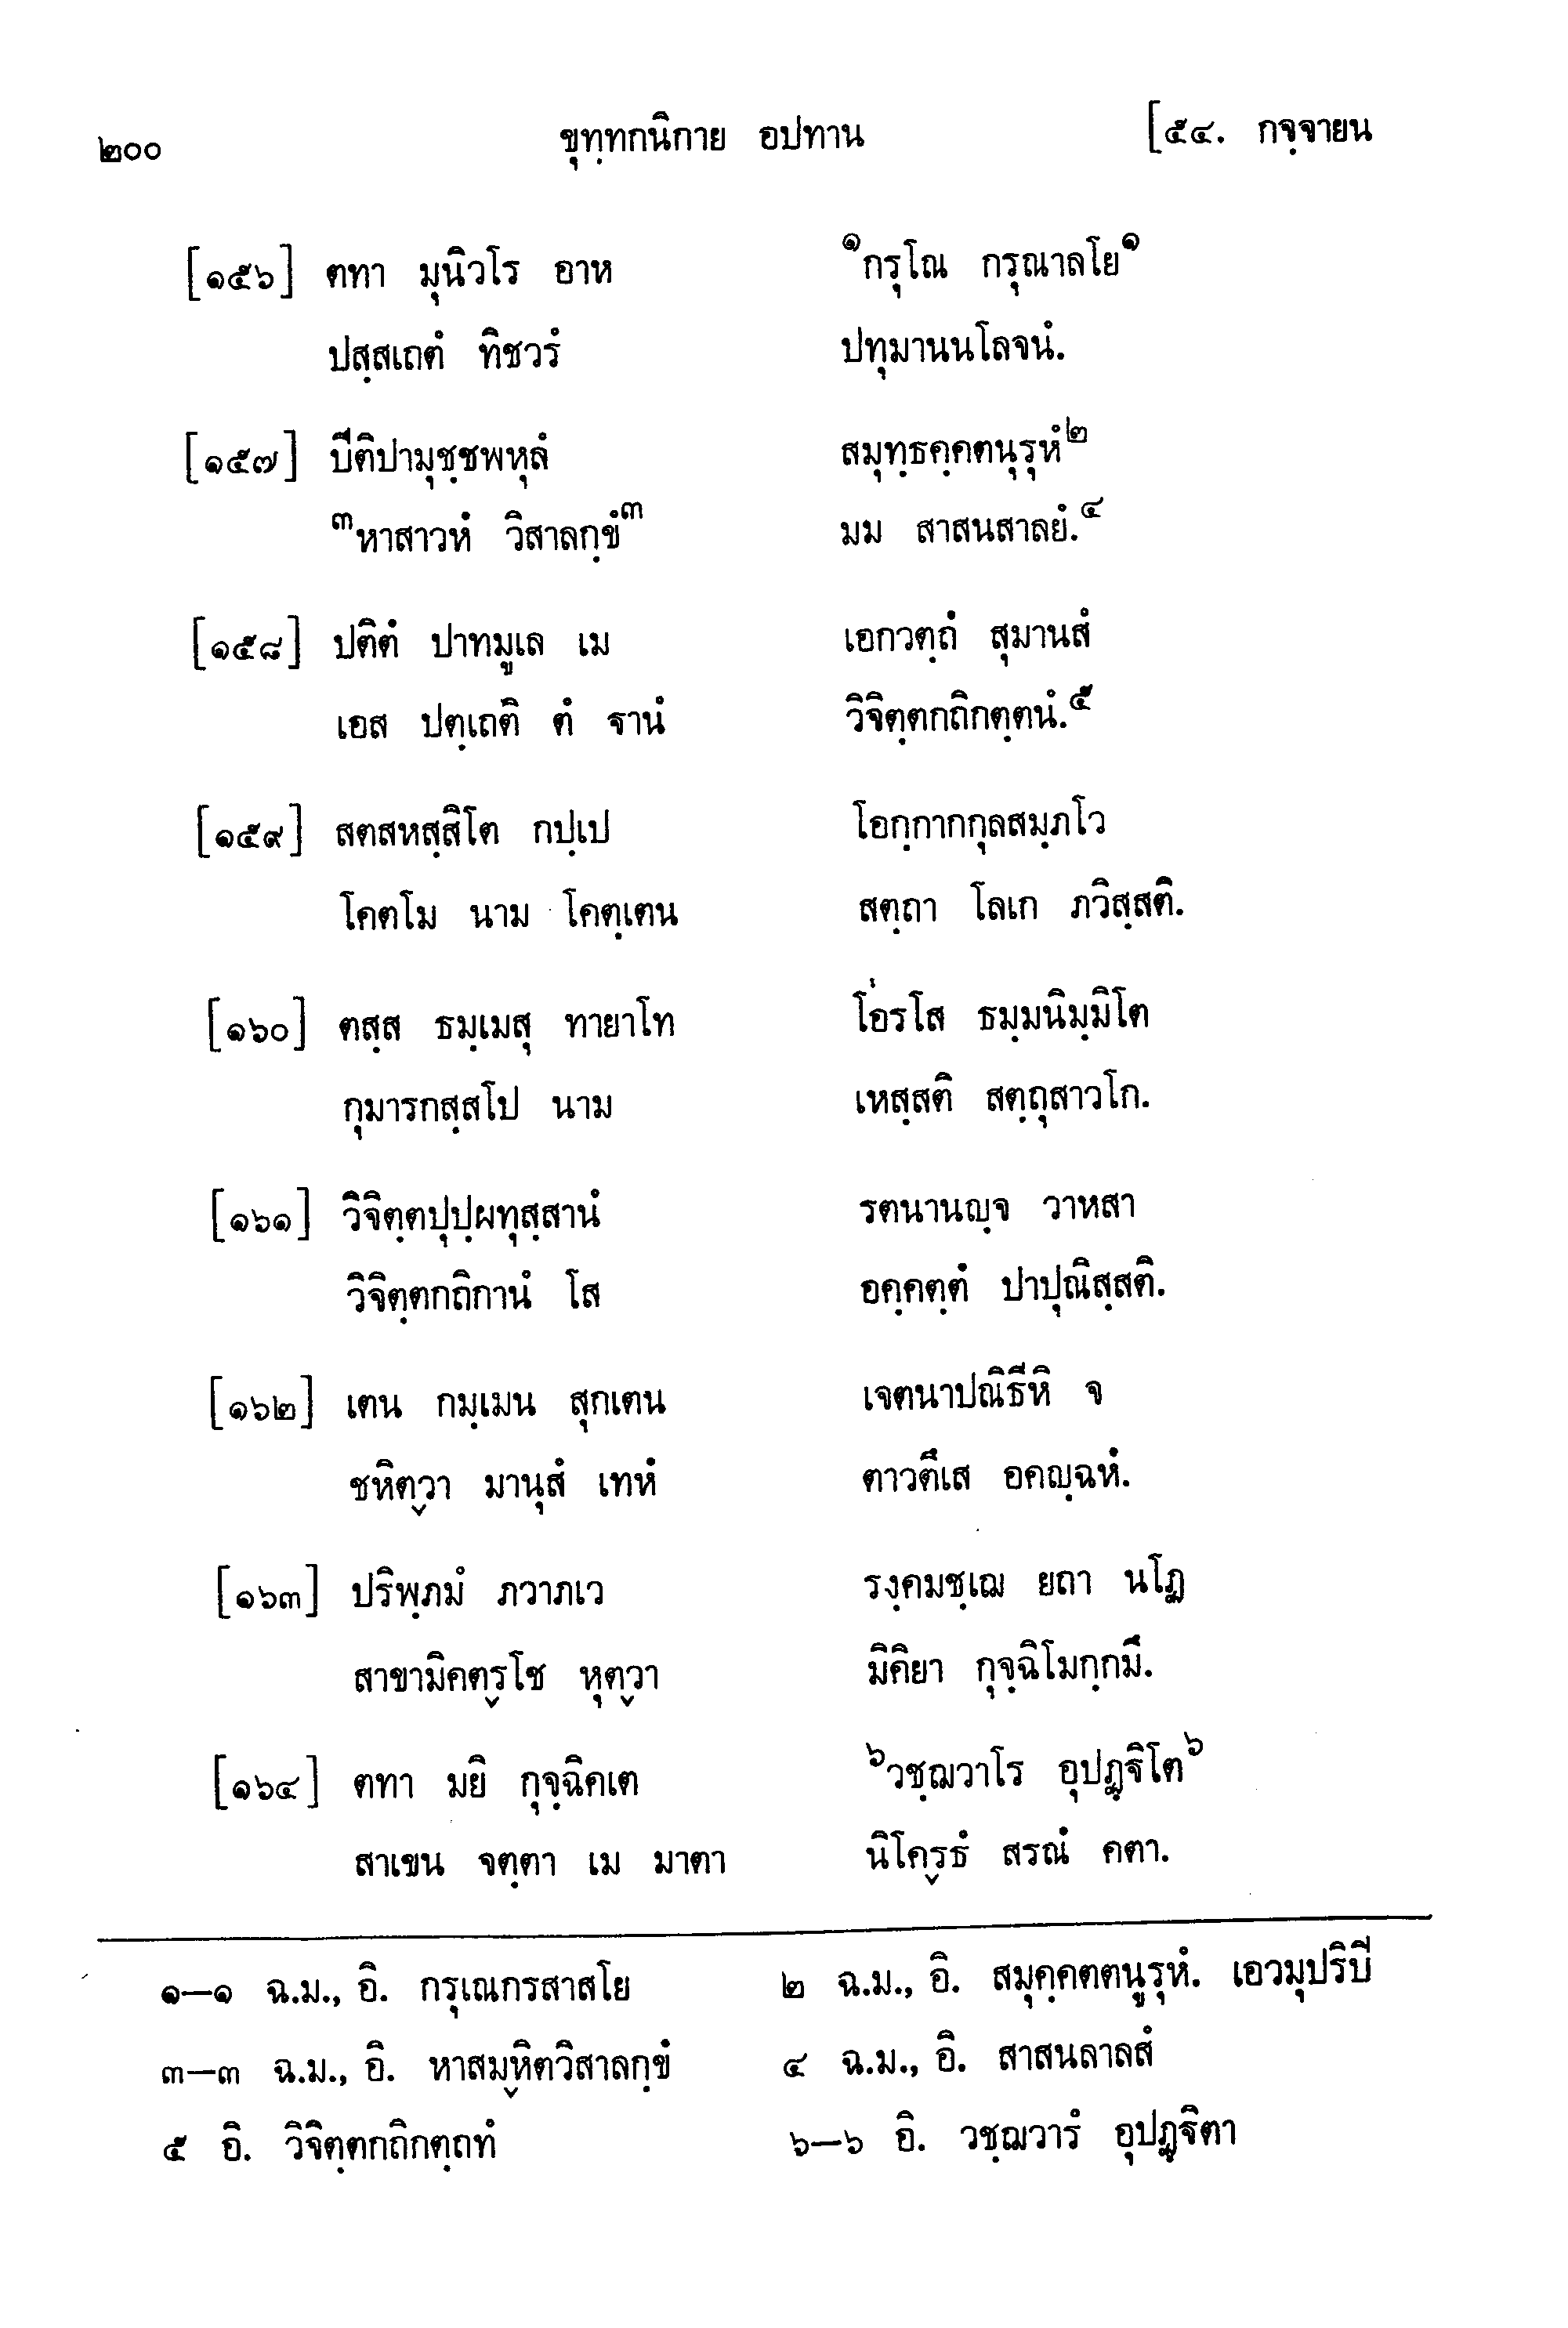 ๒๐๐ ขุทฺทกนิกาย อปทาน [๕๔. กจฺจายน
[๑๕๖] ตทา มุนิวโร อาห ๑กรุโณ กรุณาลโย๑
ปสฺสเถตํ ทิชวรํ ปทุมานนโลจนํ.
[๑๕๗] ปีติปามุชฺชพหุลํ สมุทฺธคฺคตนุรุหํ๒
๓หาสาวหํ วิสาลกฺขํ๓ มม สาสนสาลยํ.๔
[๑๕๘] ปติตํ ปาทมูเล เม เอกวตฺถํ สุมานสํ
เอส ปตฺเถติ ตํ ฐานํ วิจิตฺตกถิกตฺตนํ.๕
[๑๕๙] สตสหสฺสิโต กปฺเป โอกฺกากกุลสมฺภโว
โคตโม นาม โคตฺเตน สตฺถา โลเก ภวิสฺสติ.
[๑๖๐] ตสฺส ธมฺเมสุ ทายาโท โอรโส ธมฺมนิมฺมิโต
กุมารกสฺสโป นาม เหสฺสติ สตฺถุสาวโก.
[๑๖๑] วิจิตฺตปุปฺผทุสฺสานํ รตนานญฺจ วาหสา
วิจิตฺตกถิกานํ โส อคฺคตฺตํ ปาปุณิสฺสติ.
[๑๖๒] เตน กมฺเมน สุกเตน เจตนาปณิธีหิ จ
ชหิตฺวา มานุสํ เทหํ ตาวตึเส อคญฺฉหํ.
[๑๖๓] ปริพฺภมํ ภวาภเว รงฺคมชฺเฌ ยถา นโฏ
สาขามิคตฺรโช หุตฺวา มิคิยา กุจฺฉิโมกฺกมึ.
[๑๖๔] ตทา มยิ กุจฺฉิคเต ๖วชฺฌวาโร อุปฏฺฐิโต๖
สาเขน จตฺตา เม มาตา นิโคฺรธํ สรณํ คตา.
๑—๑ ฉ.ม., อิ. กรุเณกรสาสโย ๒ ฉ.ม., อิ. สมุคฺคตตนูรุหํ. เอวมุปริปี
๓—๓ ฉ.ม., อิ. หาสมฺหิตวิสาลกฺขํ ๔ ฉ.ม., อิ. สาสนลาลสํ
๕ อิ. วิจิตฺตกถิกตฺถทํ ๖—๖ อิ. วชฺฌวารํ อุปฏฺฐิตา